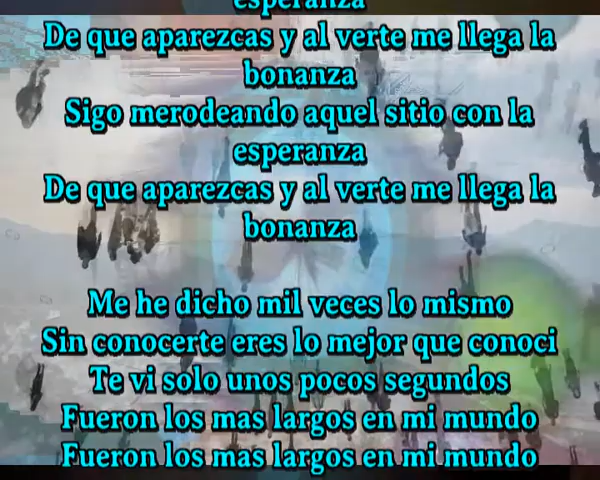 esperanza
De que aparezcas y al verte me llega la
bonanza
Sigo merodeando aquel sitio con la
esperanza
De que aparezcas y al verte me llega la
bonanza
Me he dicho mil veces lo mismo
Sin conocerte eres lo mejor que conoci
Te vi solo unos pocos segundos
Fueron los mas largos en mi mundo
Fueron los mas largos en mi mundo